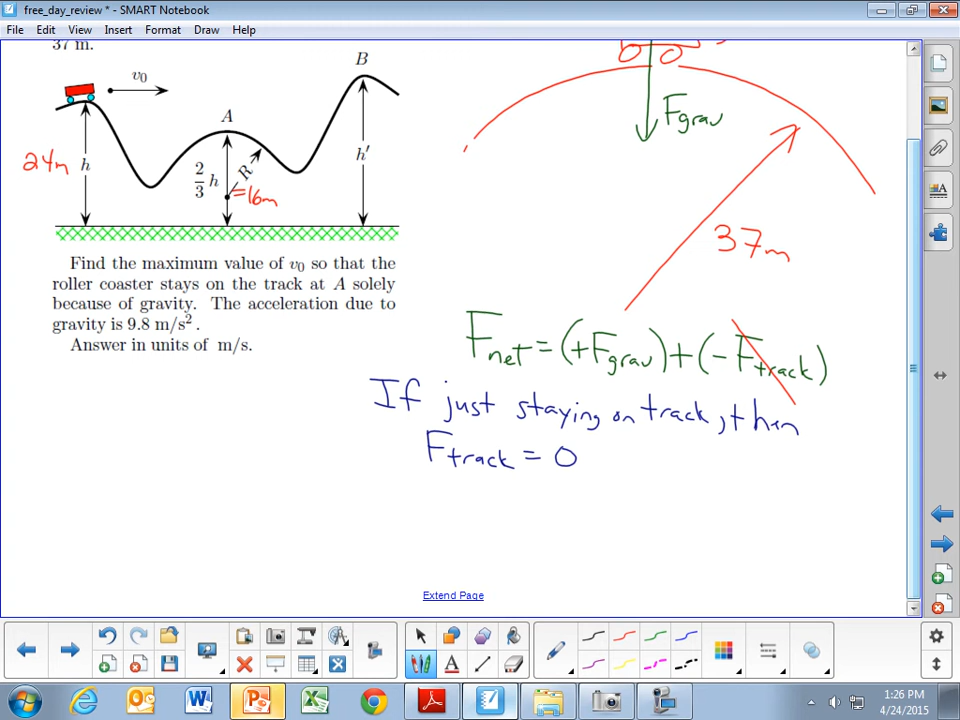 free_day_review * - SMART Notebook
File Edit View Insert Format Draw Help
37 m.
v0
A
B
24m
h
2/3 h
R
=16m
h′
Find the maximum value of v0 so that the
roller coaster stays on the track at A solely
because of gravity. The acceleration due to
gravity is 9.8 m/s² .
Answer in units of m/s.
Fgrav
37m
Fnet = (+Fgrav) + (- Ftrack)
If just staying on track, then
Ftrack = 0
Extend Page
A
1:26 PM
4/24/2015